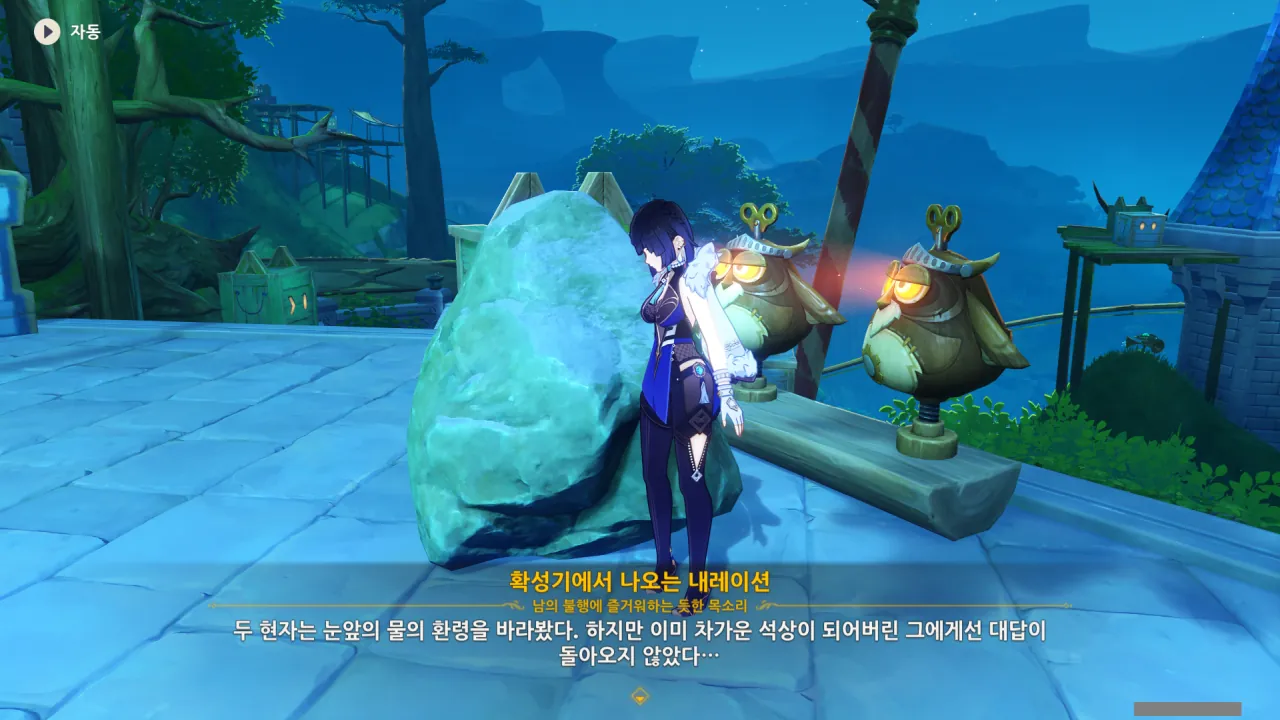 자동
확성기에서 나오는 내레이션
남의 불행에 즐거워하는 듯한 목소리
두 현자는 눈앞의 물의 환령을 바라봤다. 하지만 이미 차가운 석상이 되어버린 그에게선 대답이
돌아오지 않았다…